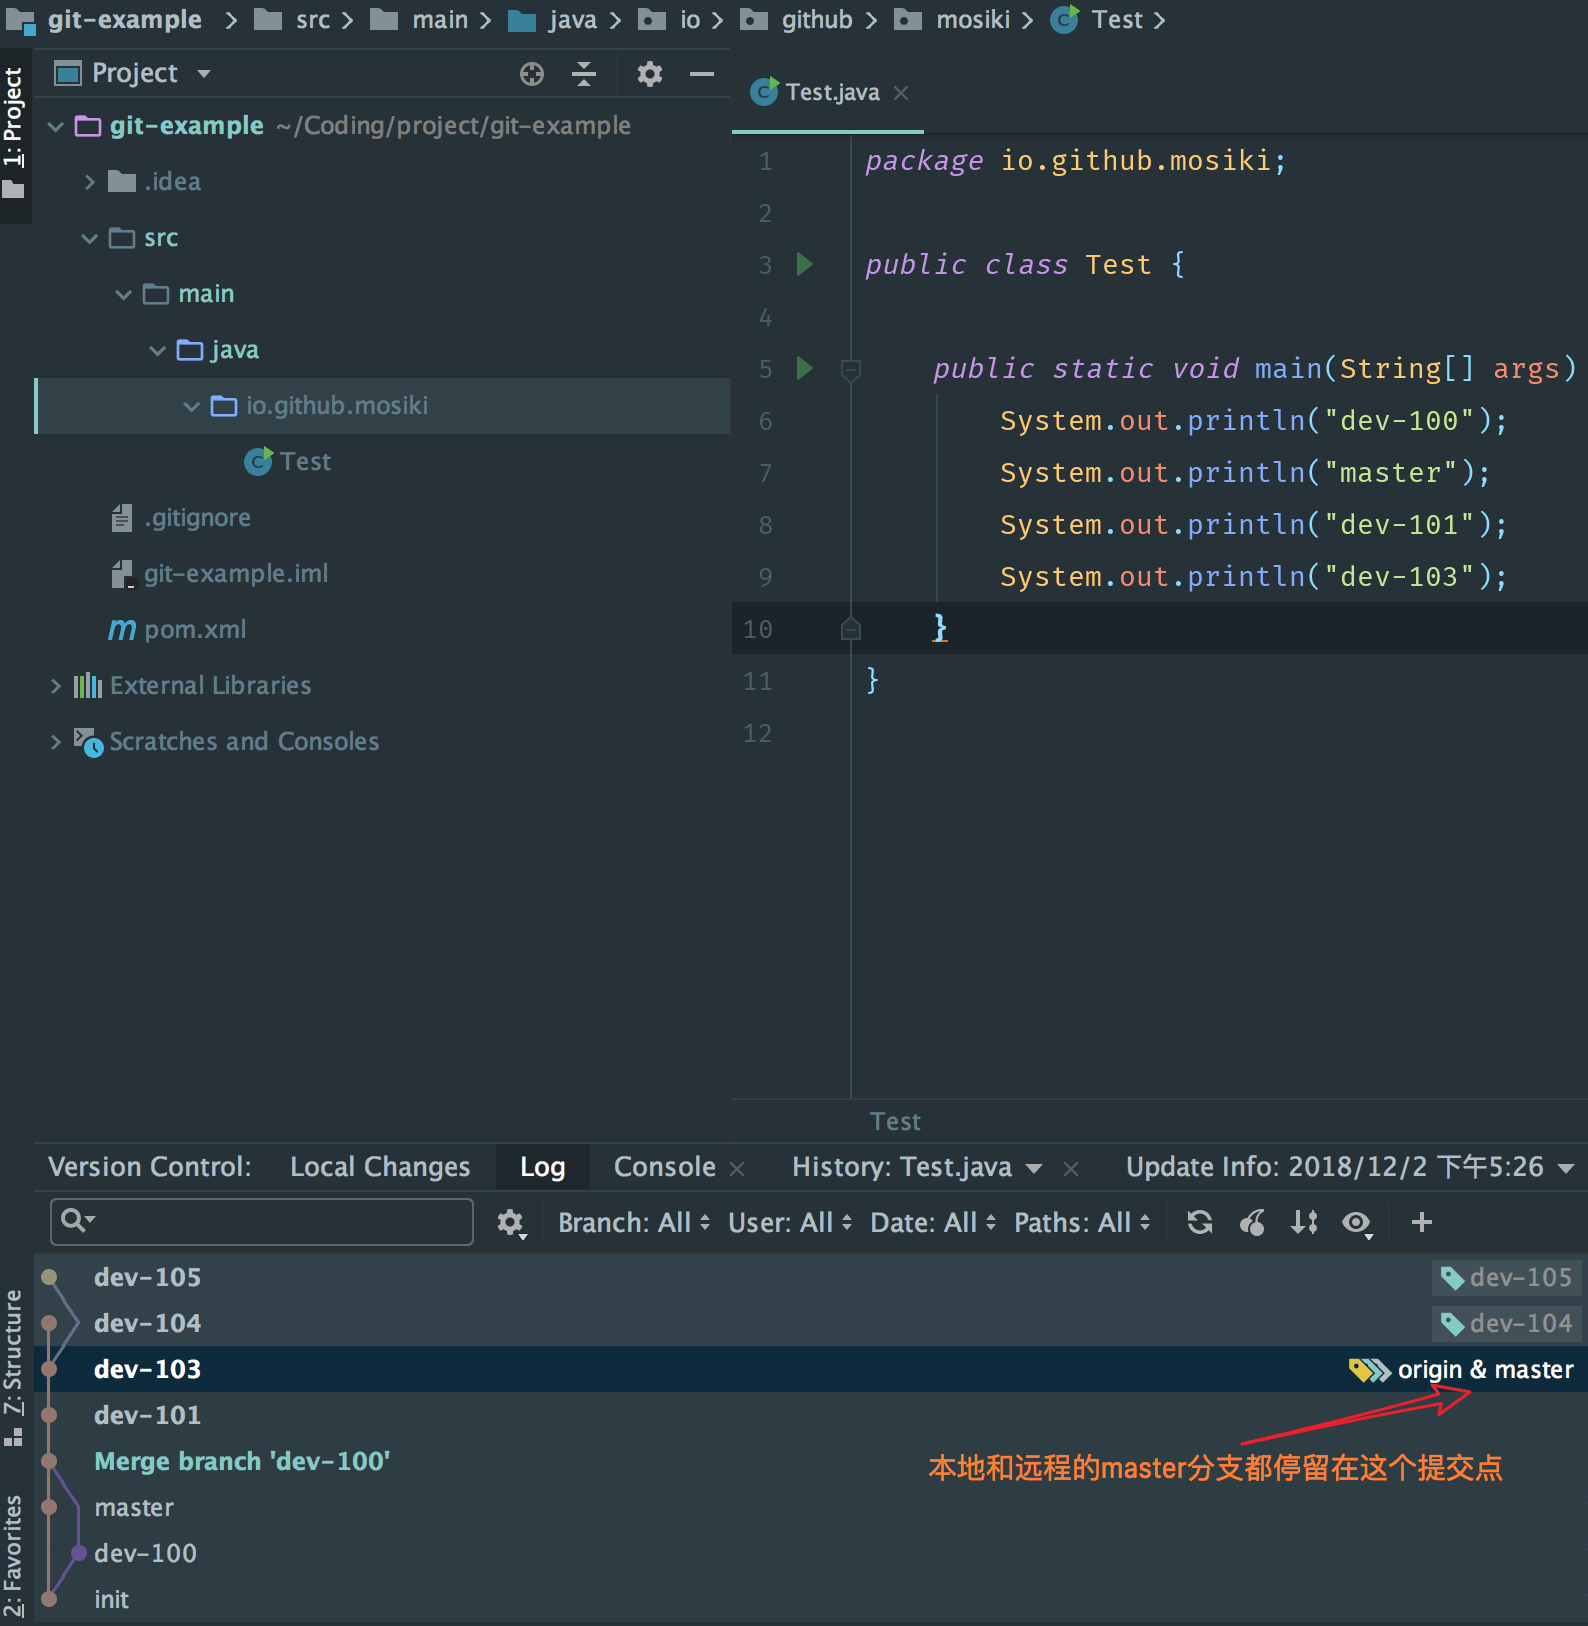 git-example src main java io github mosiki Test
1: Project
Project
Test.java
git-example ~/Coding/project/git-example
.idea
src
main
java
io.github.mosiki
Test
.gitignore
git-example.iml
pom.xml
External Libraries
Scratches and Consoles
1 package io.github.mosiki;
2
3 public class Test {
4
5 public static void main(String[] args)
6 System.out.println("dev-100");
7 System.out.println("master");
8 System.out.println("dev-101");
9 System.out.println("dev-103");
10 }
11 }
12
Test
Version Control: Local Changes Log Console History: Test.java Update Info: 2018/12/2 下午5:26
Branch: All User: All Date: All Paths: All
7: Structure
2: Favorites
dev-105 dev-105
dev-104 dev-104
dev-103 origin & master
dev-101
Merge branch 'dev-100'
本地和远程的master分支都停留在这个提交点
master
dev-100
init